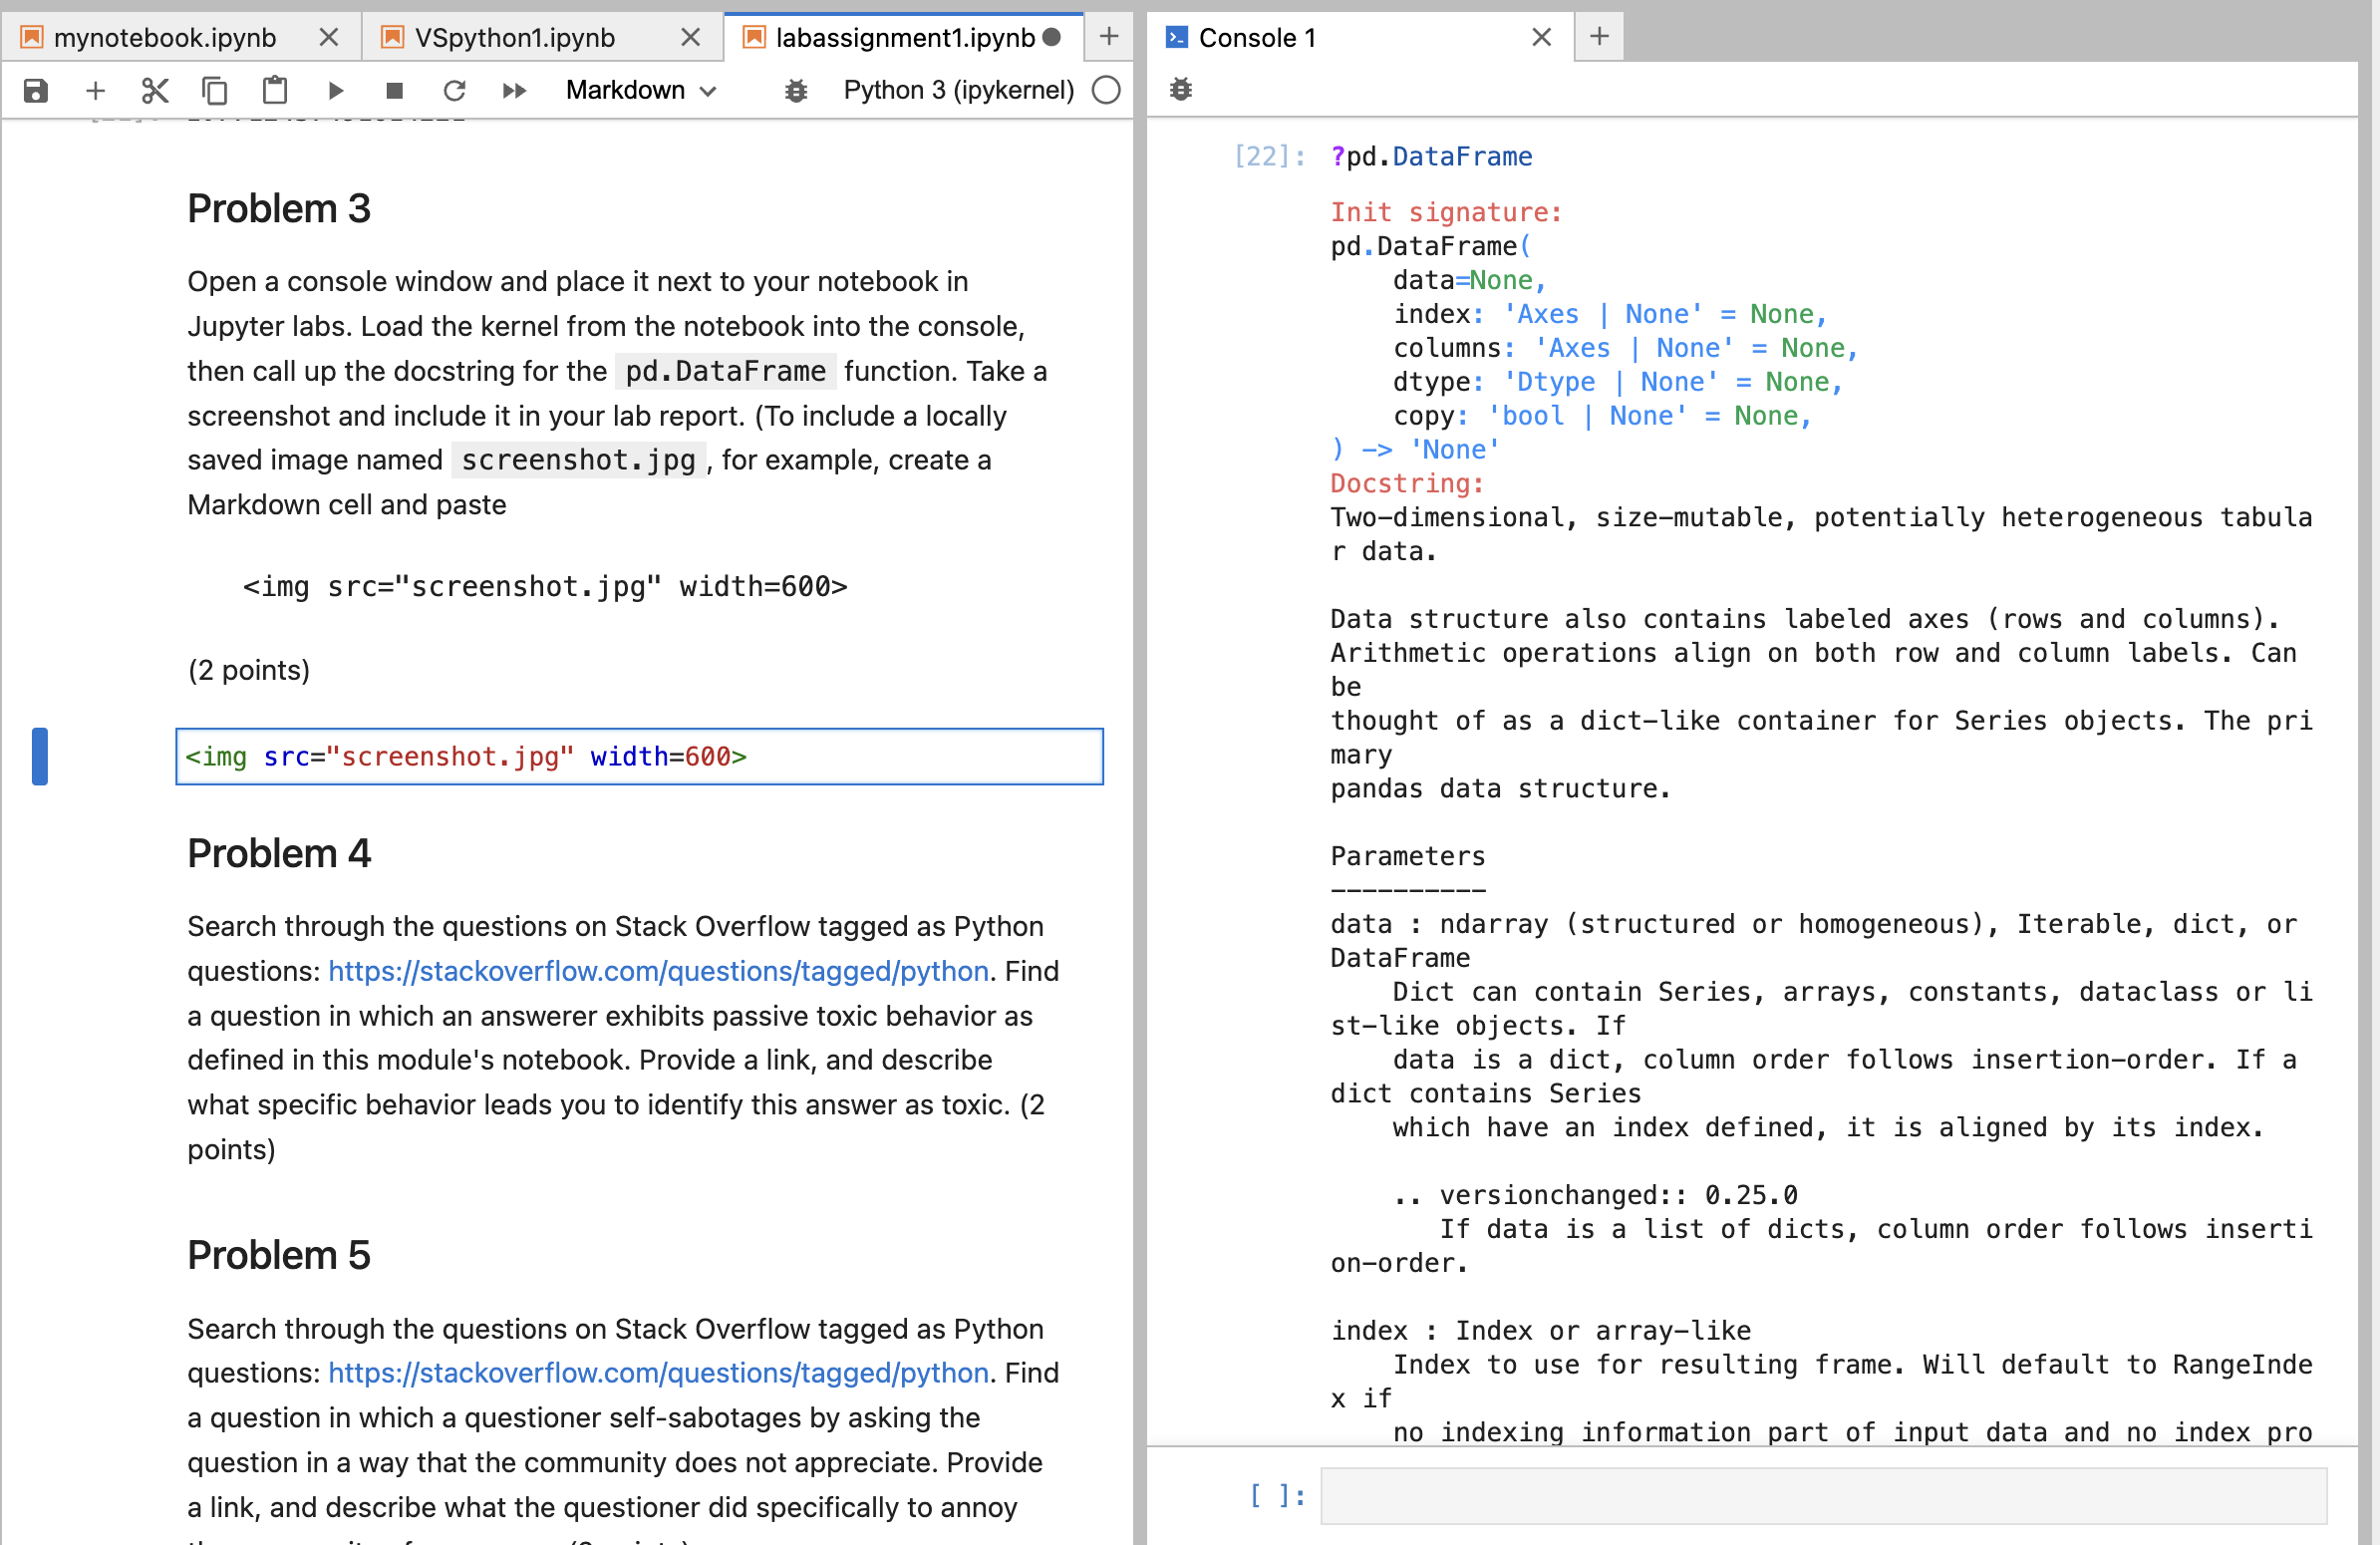 mynotebook.ipynb
VSpython1.ipynb
labassignment1.ipynb
Markdown
Python 3 (ipykernel)
Problem 3
Open a console window and place it next to your notebook in
Jupyter labs. Load the kernel from the notebook into the console,
then call up the docstring for the pd.DataFrame function. Take a
screenshot and include it in your lab report. (To include a locally
saved image named screenshot.jpg , for example, create a
Markdown cell and paste
<img src="screenshot.jpg" width=600>
(2 points)
<img src="screenshot.jpg" width=600>
Problem 4
Search through the questions on Stack Overflow tagged as Python
questions: https://stackoverflow.com/questions/tagged/python. Find
a question in which an answerer exhibits passive toxic behavior as
defined in this module's notebook. Provide a link, and describe
what specific behavior leads you to identify this answer as toxic. (2
points)
Problem 5
Search through the questions on Stack Overflow tagged as Python
questions: https://stackoverflow.com/questions/tagged/python. Find
a question in which a questioner self-sabotages by asking the
question in a way that the community does not appreciate. Provide
a link, and describe what the questioner did specifically to annoy
Console 1
[22]: ?pd.DataFrame
Init signature:
pd.DataFrame(
    data=None,
    index: 'Axes | None' = None,
    columns: 'Axes | None' = None,
    dtype: 'Dtype | None' = None,
    copy: 'bool | None' = None,
) -> 'None'
Docstring:
Two-dimensional, size-mutable, potentially heterogeneous tabula
r data.
Data structure also contains labeled axes (rows and columns).
Arithmetic operations align on both row and column labels. Can
be
thought of as a dict-like container for Series objects. The pri
mary
pandas data structure.
Parameters
----------
data : ndarray (structured or homogeneous), Iterable, dict, or
DataFrame
    Dict can contain Series, arrays, constants, dataclass or li
st-like objects. If
    data is a dict, column order follows insertion-order. If a
dict contains Series
    which have an index defined, it is aligned by its index.
    .. versionchanged:: 0.25.0
       If data is a list of dicts, column order follows inserti
on-order.
index : Index or array-like
    Index to use for resulting frame. Will default to RangeInde
x if
    no indexing information part of input data and no index pro
[ ]: